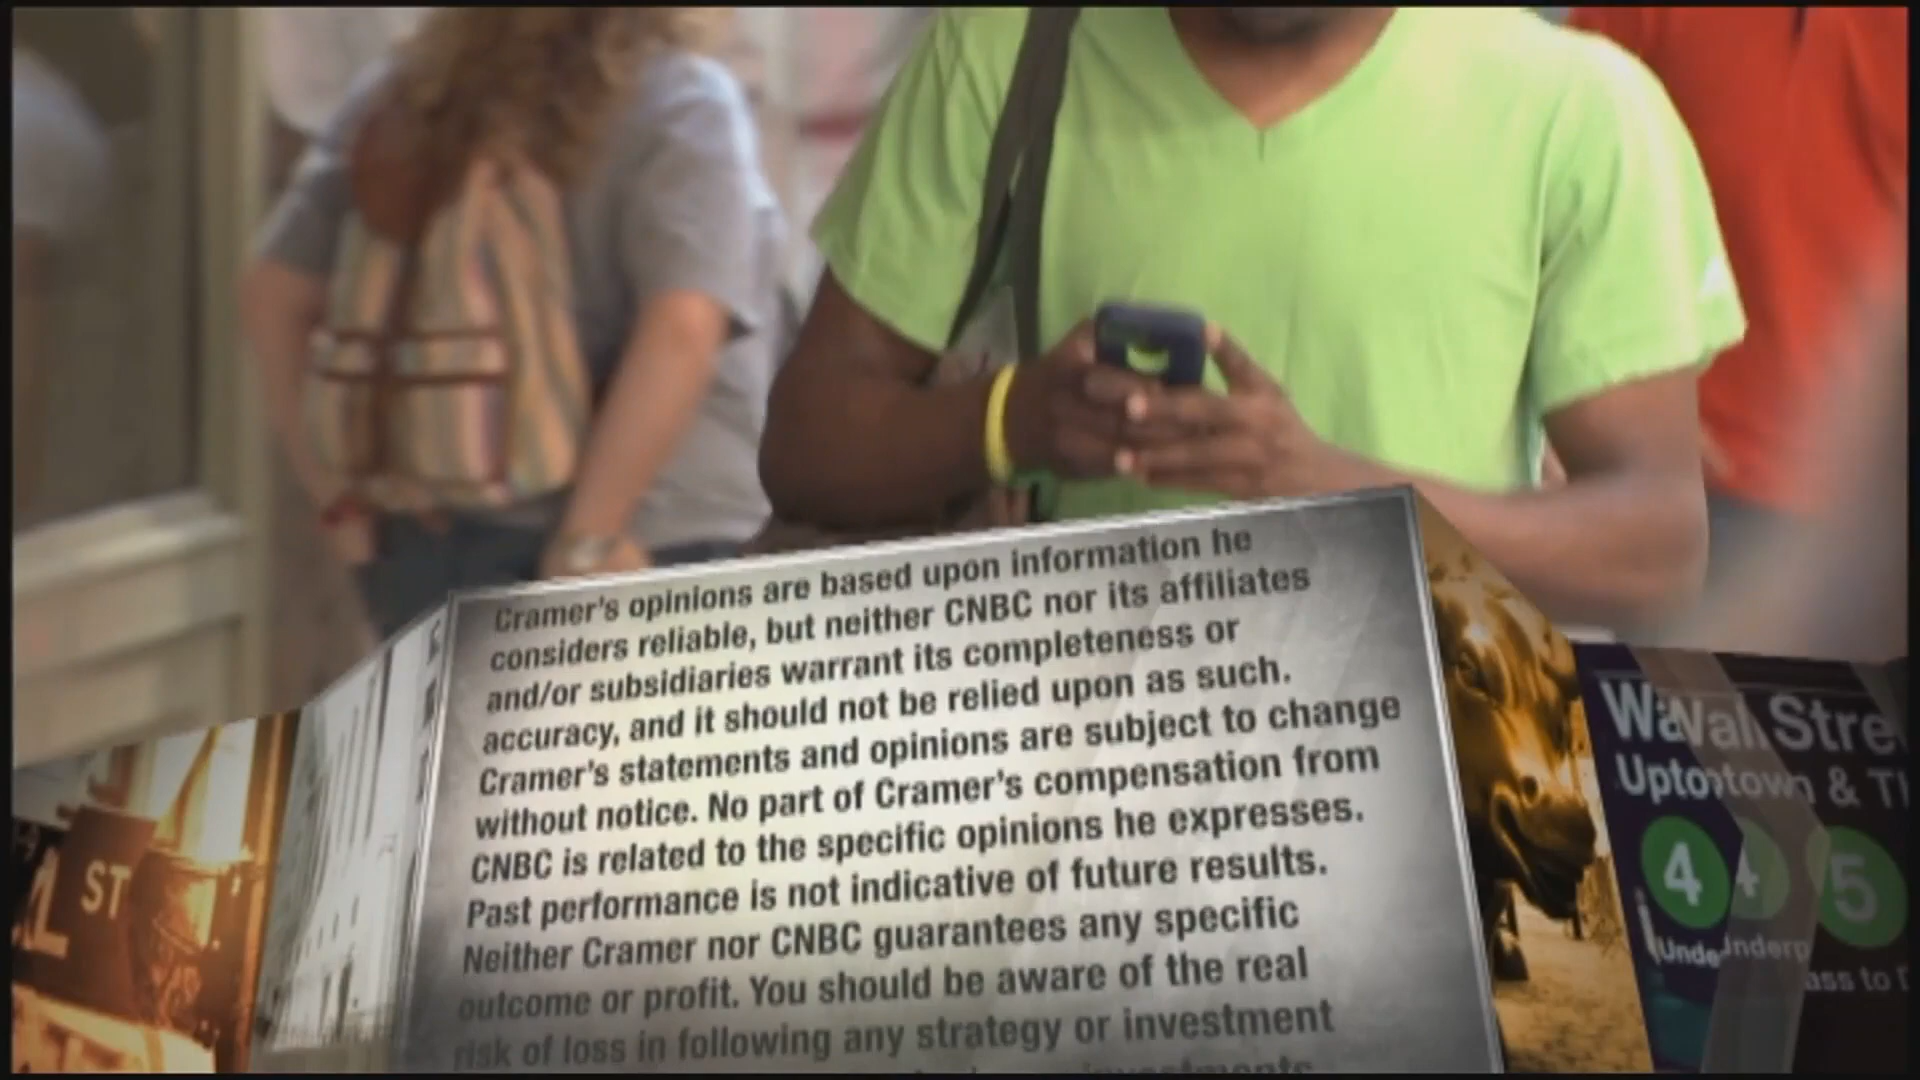 Cramer's opinions are based upon information he
considers reliable, but neither CNBC nor its affiliates
and/or subsidiaries warrant its completeness or
accuracy, and it should not be relied upon as such.
Cramer's statements and opinions are subject to change
without notice. No part of Cramer's compensation from
CNBC is related to the specific opinions he expresses.
Past performance is not indicative of future results.
Neither Cramer nor CNBC guarantees any specific
outcome or profit. You should be aware of the real
risk of loss in following any strategy or investment
investments
ST
Wall Stre
Uptown & T
4 4 5